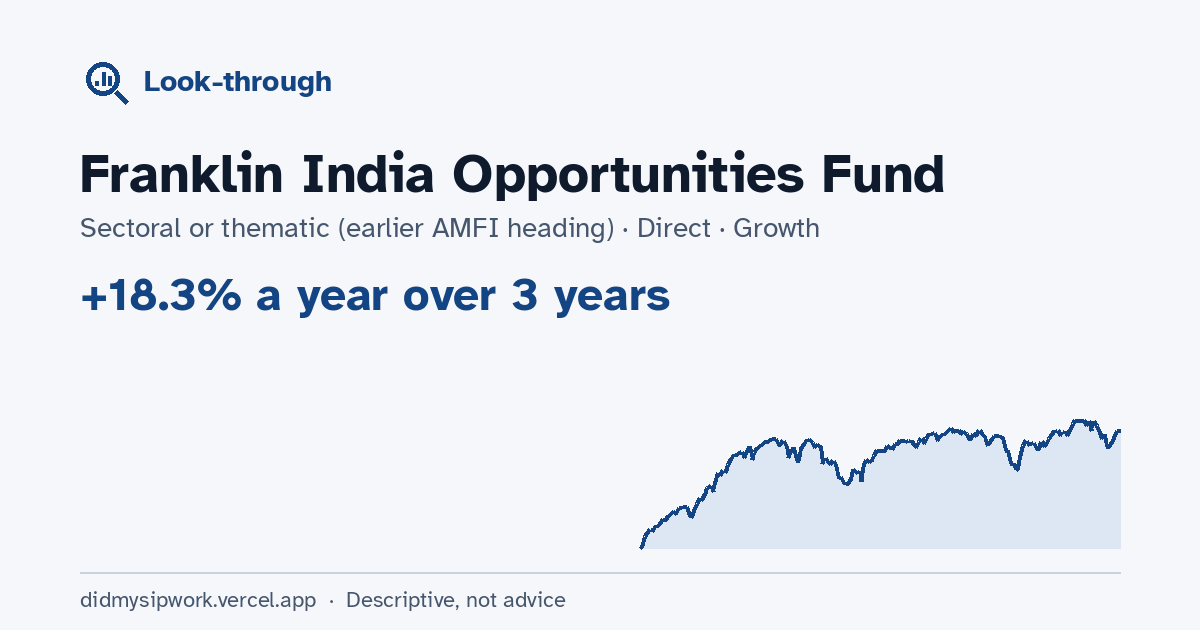 Look-through
Franklin India Opportunities Fund
Sectoral or thematic (earlier AMFI heading) · Direct · Growth
+18.3% a year over 3 years
didmysipwork.vercel.app · Descriptive, not advice